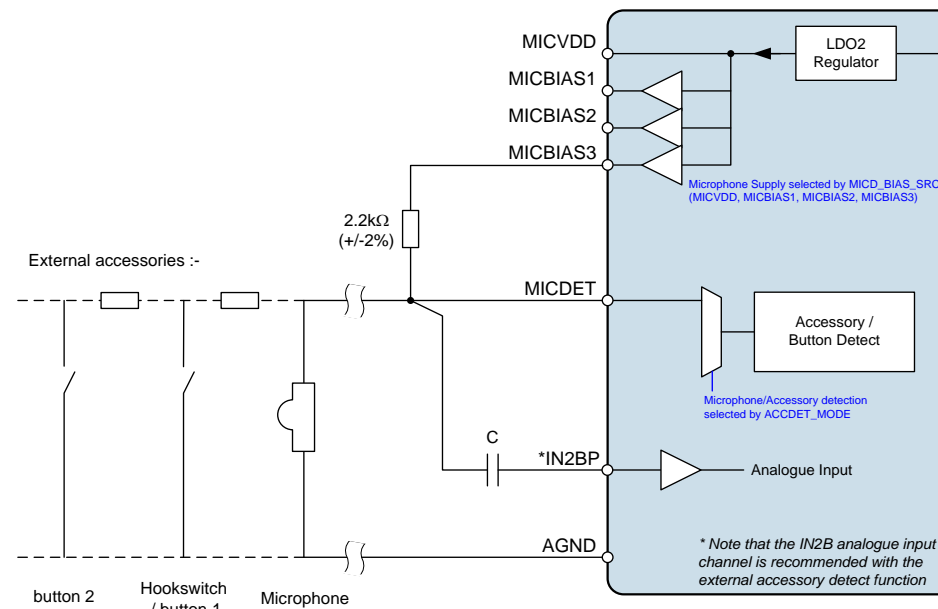 MICVDD
LDO2
Regulator
MICBIAS1
MICBIAS2
MICBIAS3
Microphone Supply selected by MICD_BIAS_SRC
(MICVDD, MICBIAS1, MICBIAS2, MICBIAS3)
2.2kΩ
(+/-2%)
External accessories :-
MICDET
Accessory /
Button Detect
Microphone/Accessory detection
selected by ACCDET_MODE
C
*IN2BP
Analogue Input
AGND
* Note that the IN2B analogue input
channel is recommended with the
external accessory detect function
button 2
Hookswitch
/ button 1
Microphone